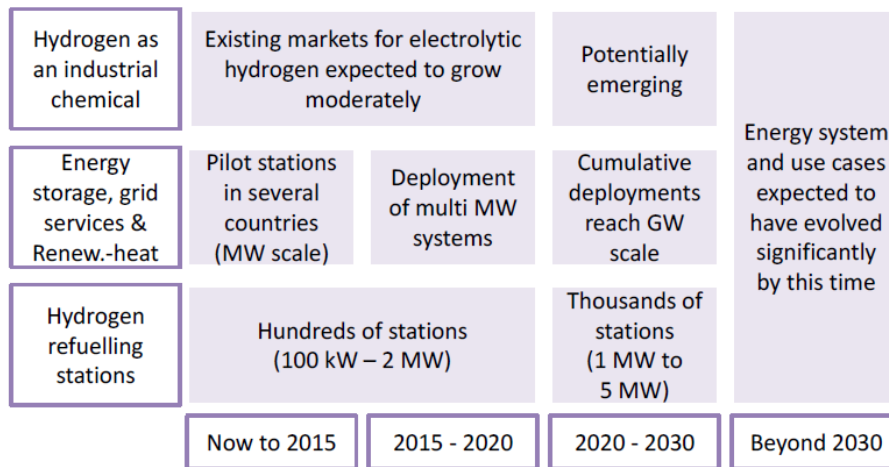 Hydrogen as
an industrial
chemical
Existing markets for electrolytic
hydrogen expected to grow
moderately
Potentially
emerging
Energy system
and use cases
expected to
have evolved
significantly
by this time
Energy
storage, grid
services &
Renew.-heat
Pilot stations
in several
countries
(MW scale)
Deployment
of multi MW
systems
Cumulative
deployments
reach GW
scale
Hydrogen
refuelling
stations
Hundreds of stations
(100 kW – 2 MW)
Thousands of
stations
(1 MW to
5 MW)
Now to 2015
2015 - 2020
2020 - 2030
Beyond 2030